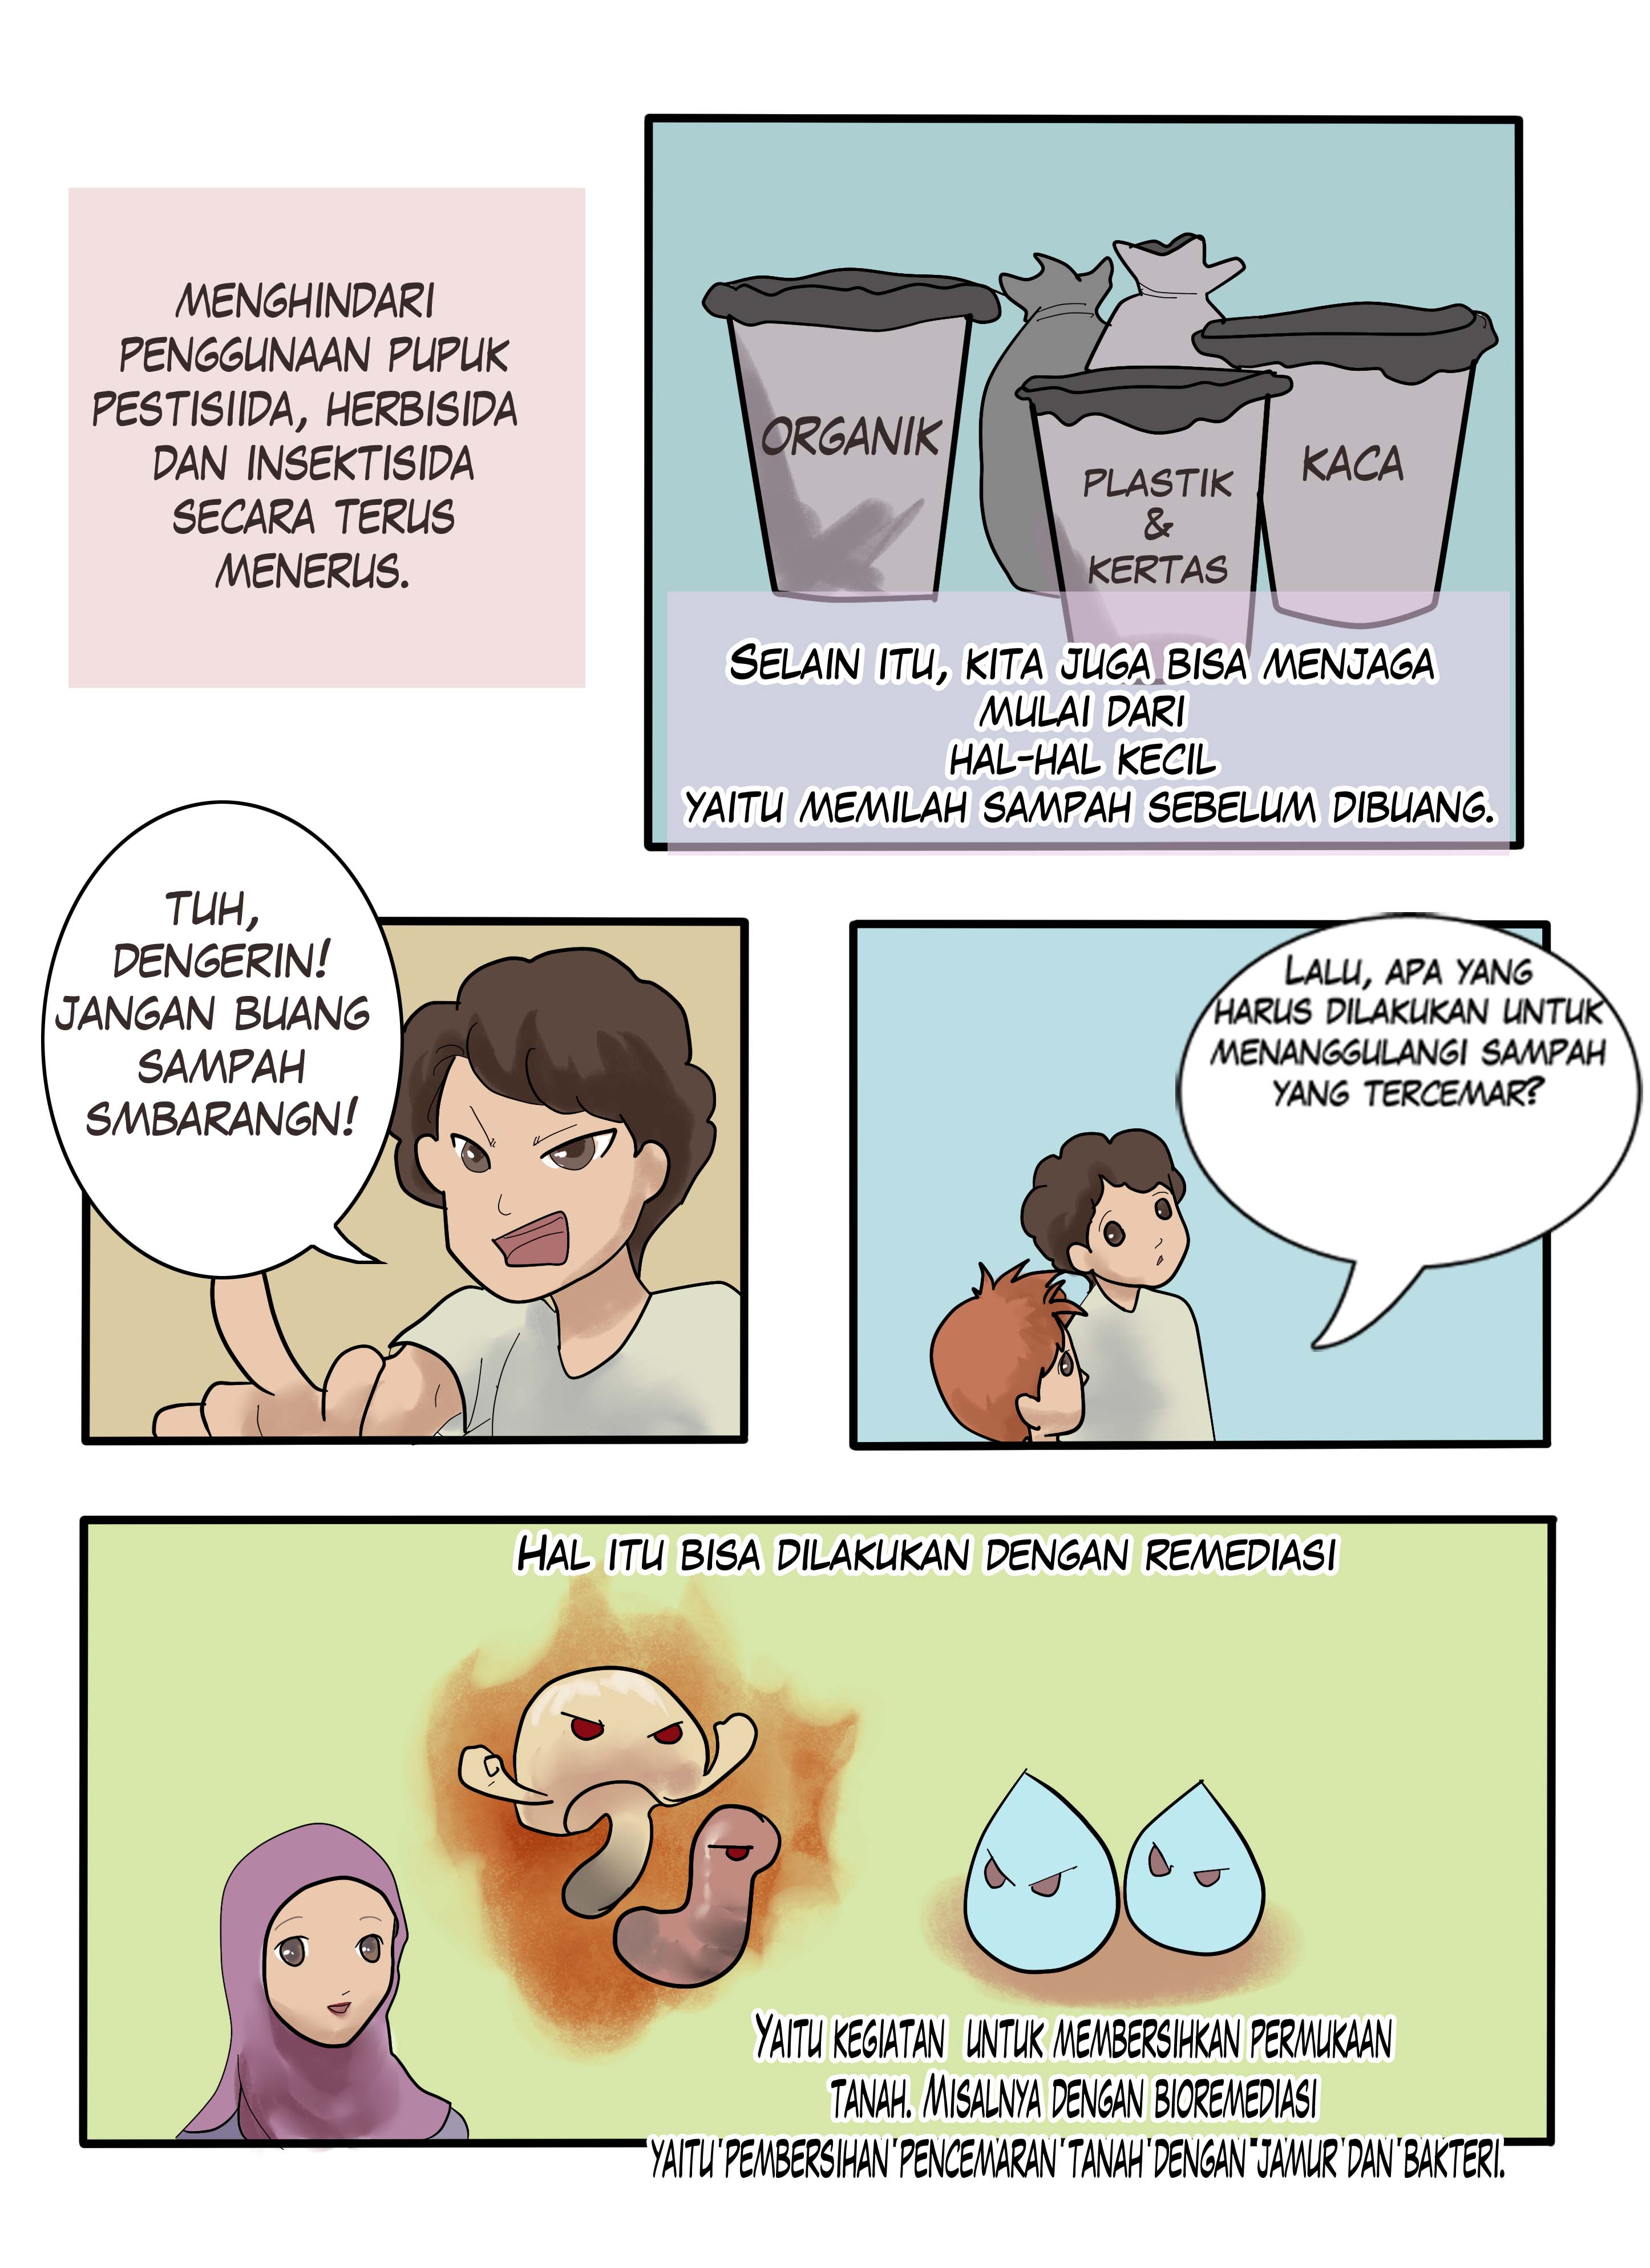 MENGHINDARI
PENGGUNAAN PUPUK
PESTISIIDA, HERBISIDA
DAN INSEKTISIDA
SECARA TERUS
MENERUS.
ORGANIK
PLASTIK
&
KERTAS
KACA
SELAIN ITU, KITA JUGA BISA MENJAGA
MULAI DARI
HAL-HAL KECIL
YAITU MEMILAH SAMPAH SEBELUM DIBUANG.
TUH,
DENGERIN!
JANGAN BUANG
SAMPAH
SMBARANGN!
LALU, APA YANG
HARUS DILAKUKAN UNTUK
MENANGGULANGI SAMPAH
YANG TERCEMAR?
HAL ITU BISA DILAKUKAN DENGAN REMEDIASI
YAITU KEGIATAN UNTUK MEMBERSIHKAN PERMUKAAN
TANAH. MISALNYA DENGAN BIOREMEDIASI
YAITU PEMBERSIHAN PENCEMARAN TANAH DENGAN JAMUR DAN BAKTERI.